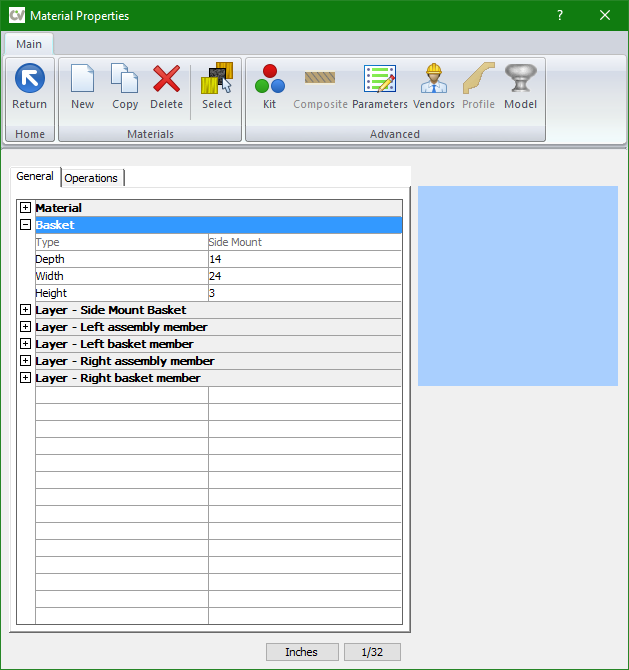 CV Material Properties ?
Main
Return New Copy Delete Select Kit Composite Parameters Vendors Profile Model
Home Materials Advanced
General Operations
Material
Basket
Type Side Mount
Depth 14
Width 24
Height 3
Layer - Side Mount Basket
Layer - Left assembly member
Layer - Left basket member
Layer - Right assembly member
Layer - Right basket member
Inches 1/32